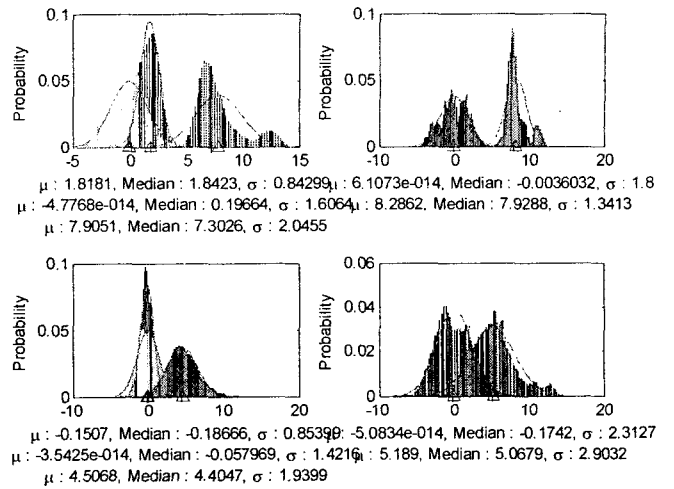 0.1
0.05
0
Probability
-5 0 5 10 15
μ : 1.8181, Median : 1.8423, σ : 0.84299
μ : -4.7768e-014, Median : 0.19664, σ : 1.6064
μ : 7.9051, Median : 7.3026, σ : 2.0455
0.1
0.05
0
Probability
-10 0 10 20
μ : 6.1073e-014, Median : -0.0036032, σ : 1.8
μ : 8.2862, Median : 7.9288, σ : 1.3413
0.1
0.05
0
Probability
-10 0 10 20
μ : -0.1507, Median : -0.18666, σ : 0.85399
μ : -3.5425e-014, Median : -0.057969, σ : 1.4216
μ : 4.5068, Median : 4.4047, σ : 1.9399
0.06
0.04
0.02
0
Probability
-10 0 10 20
μ : -5.0834e-014, Median : -0.1742, σ : 2.3127
μ : 5.189, Median : 5.0679, σ : 2.9032